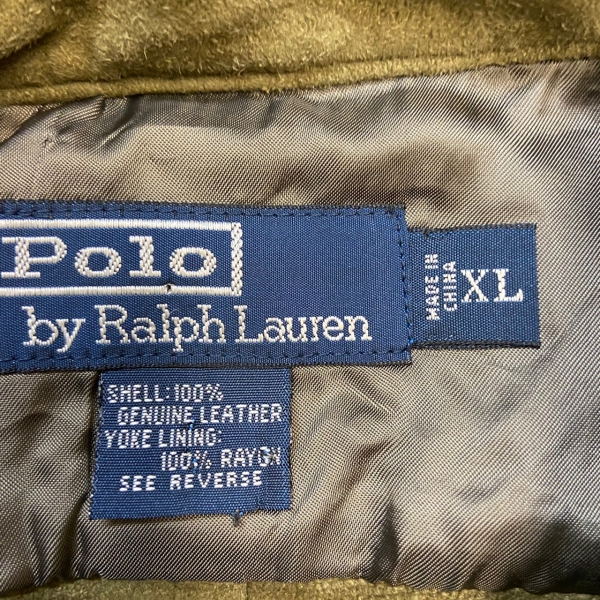 Polo
by Ralph Lauren
MADE IN
CHINA
XL
SHELL: 100%
GENUINE LEATHER
YOKE LINING:
100% RAYON
SEE REVERSE